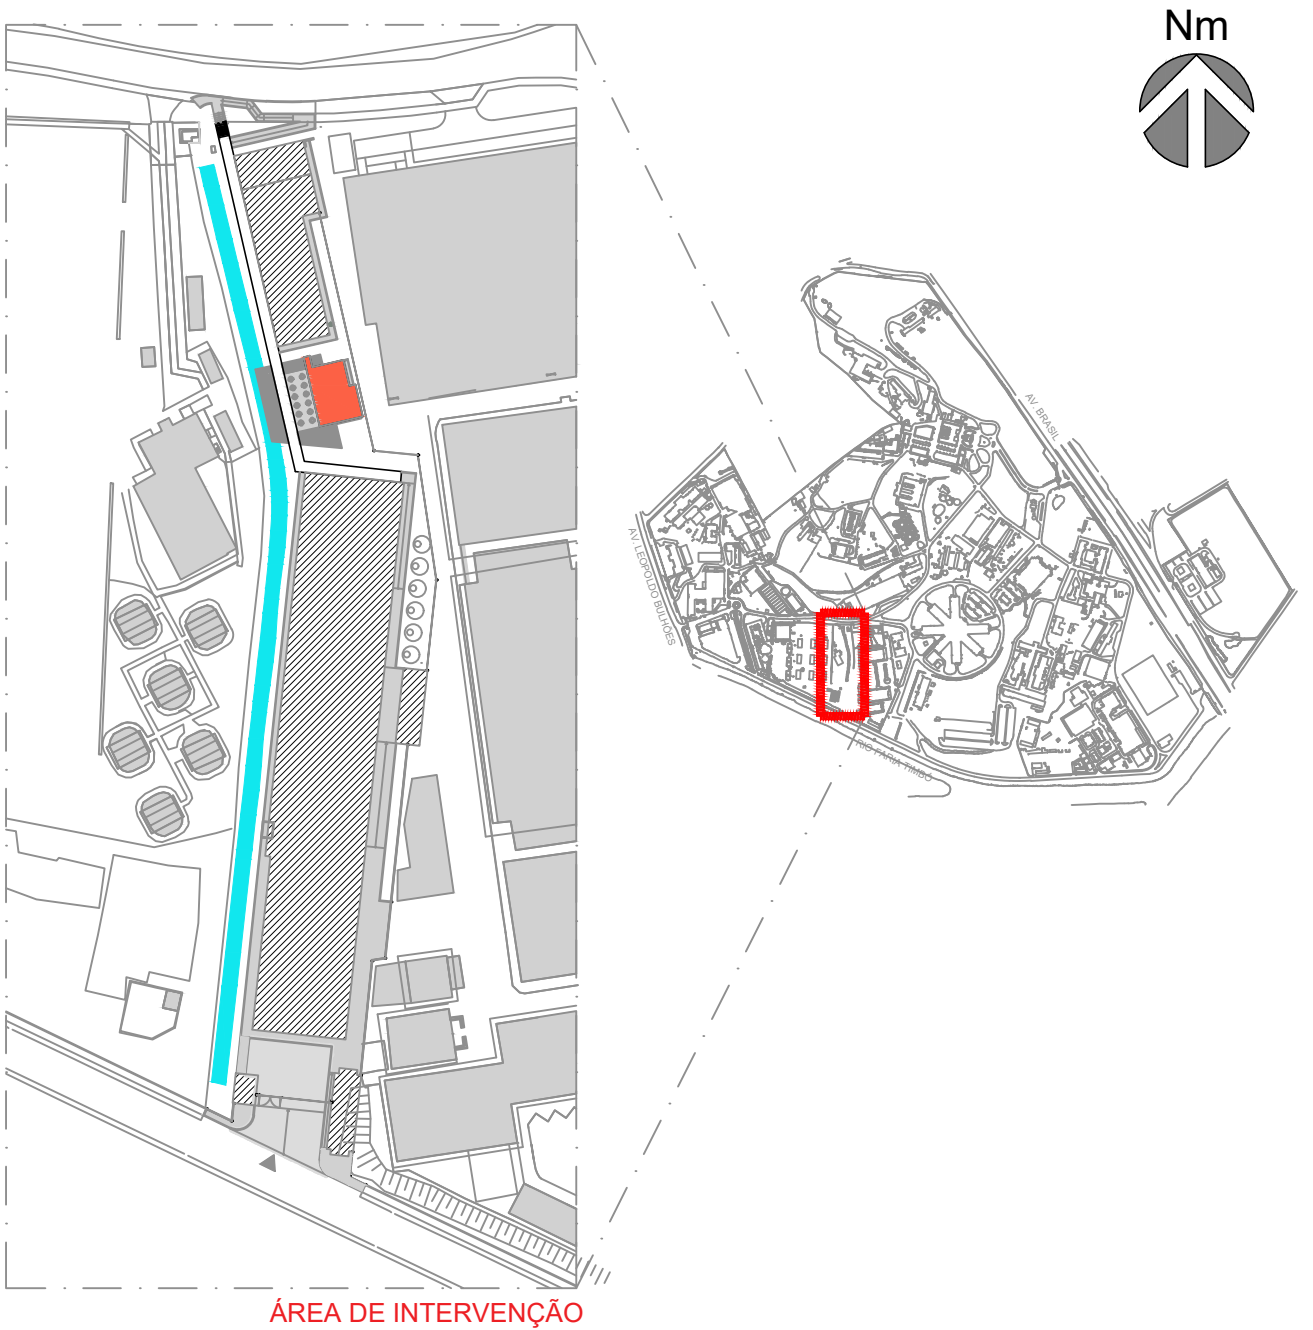 Nm
AV. BRASIL
AV. LEOPOLDO BULHÕES
RIO FARIA TIMBÓ
ÁREA DE INTERVENÇÃO